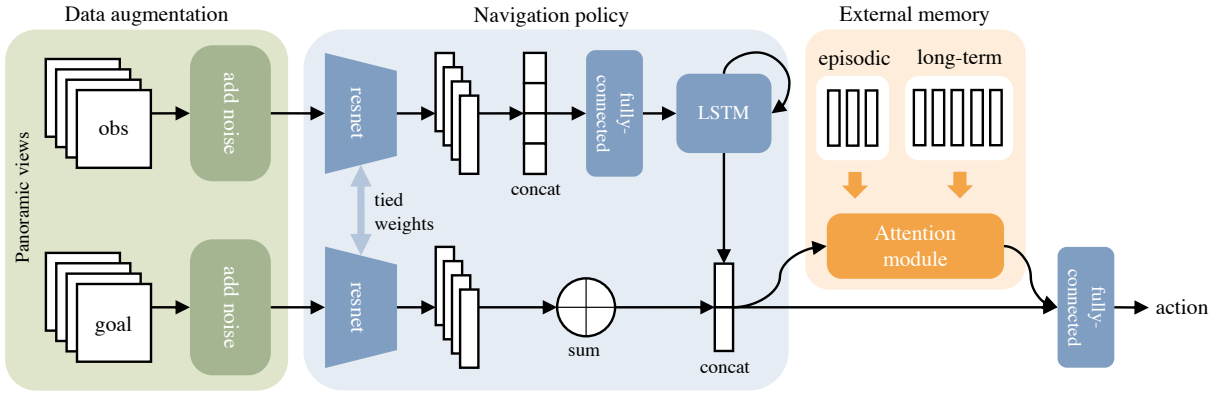 Data augmentation
Navigation policy
External memory
Panoramic views
obs
add noise
resnet
concat
fully-
connected
LSTM
episodic
long-term
tied
weights
goal
add noise
resnet
sum
concat
Attention
module
fully-
connected
action